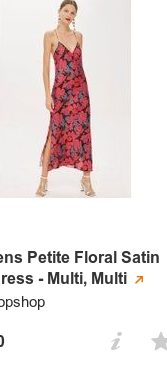 ens Petite Floral Satin
ress - Multi, Multi
opshop
0